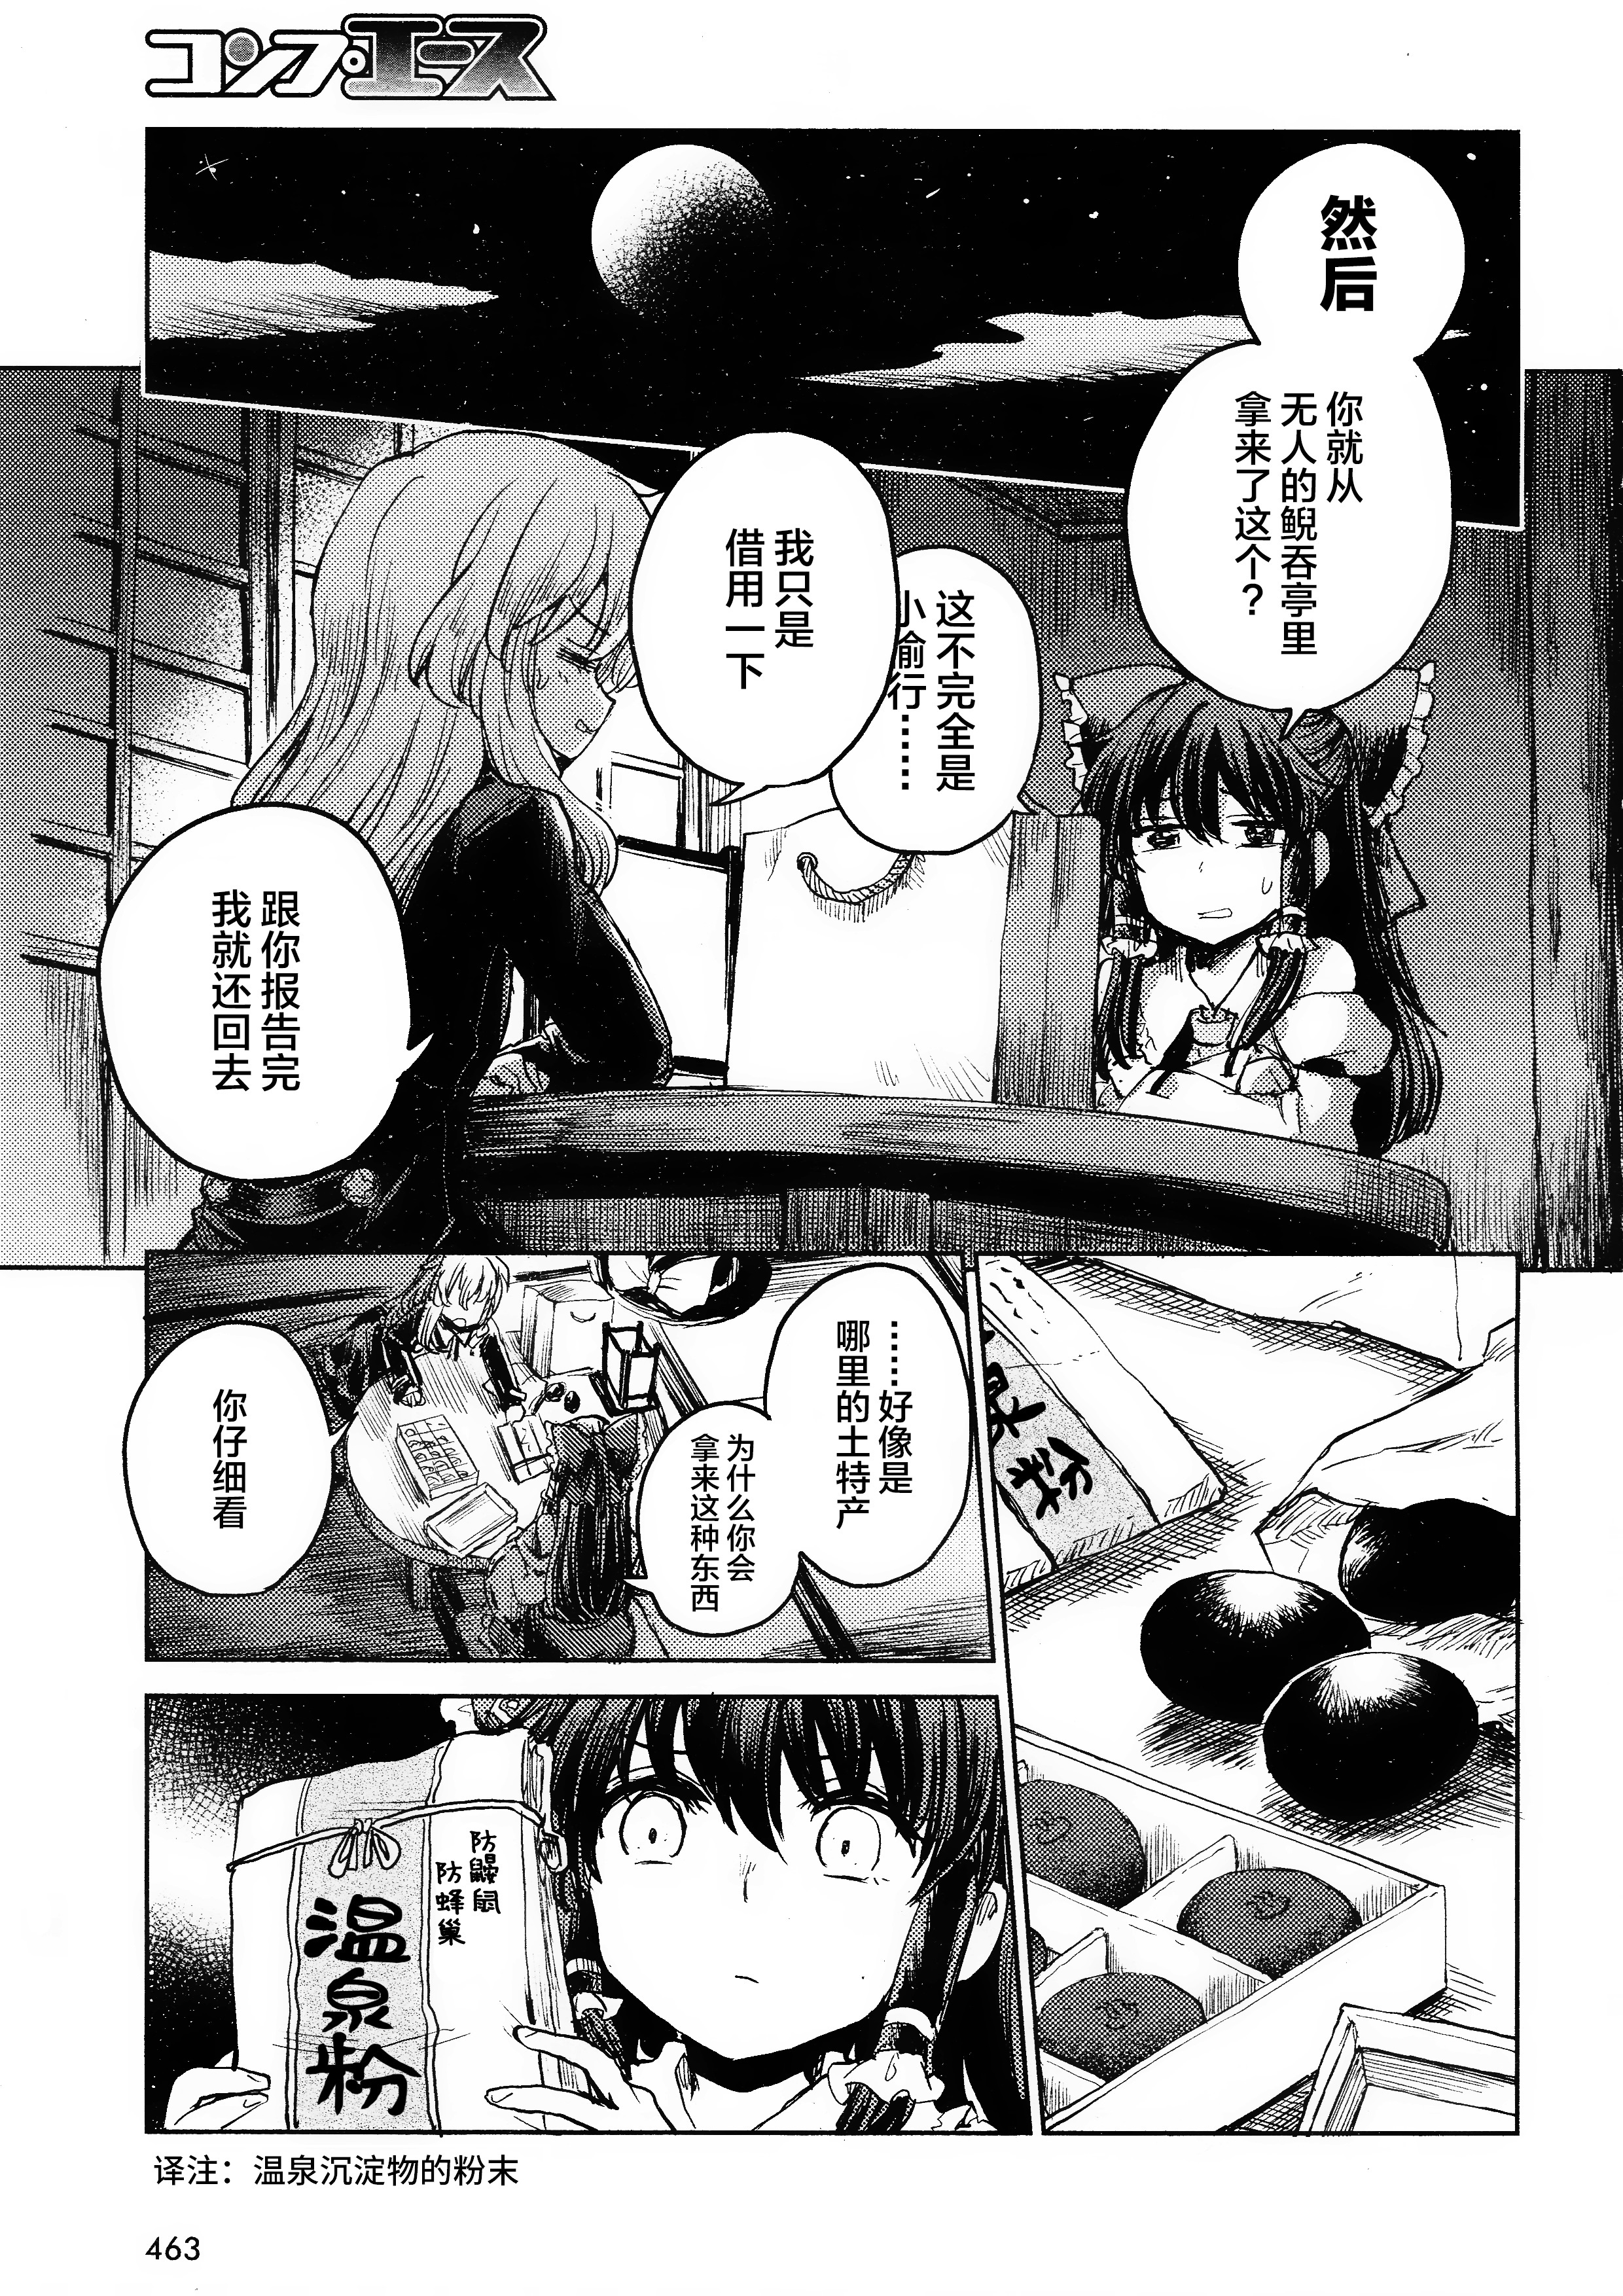 コンプ・エース
然后
你就从
无人的鲵吞亭里
拿来了这个？
这不完全是
小偷行……
我只是
借用一下
跟你报告完
我就还回去
……好像是
哪里的土特产
为什么你会
拿来这种东西
你仔细看
泉粉
防鼹鼠
防蜂巢
温泉粉
译注：温泉沉淀物的粉末
463